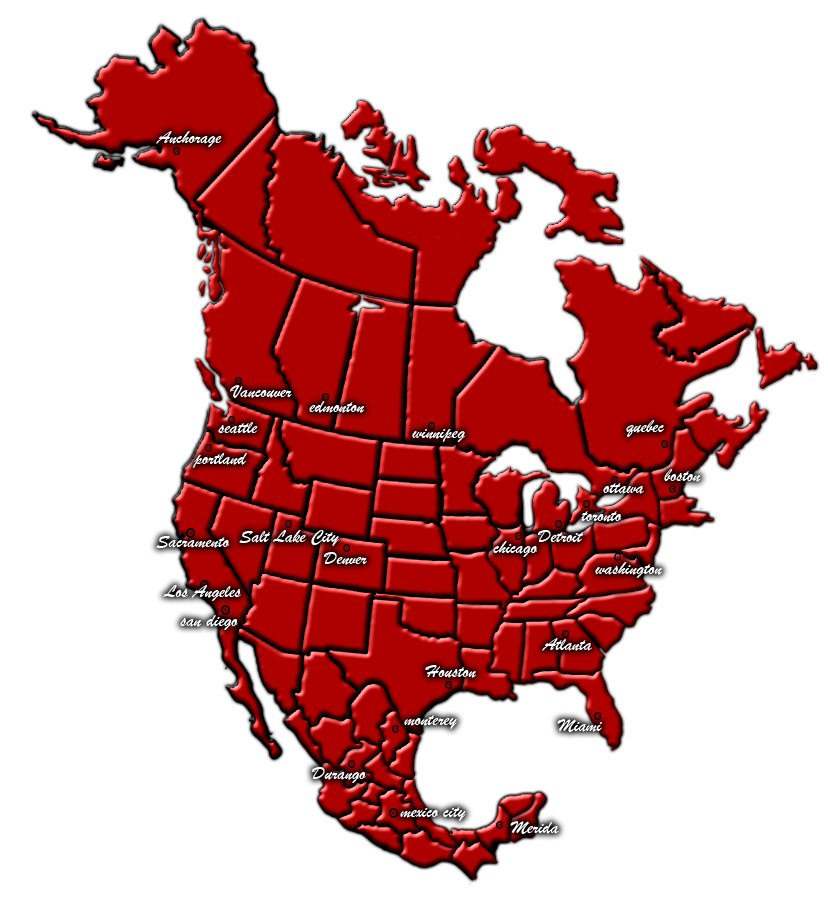 Anchorage
Vancouver
edmonton
seattle
winnipeg
quebec
portland
boston
ottawa
toronto
Sacramento
Salt Lake City
Detroit
chicago
Denver
washington
Los Angeles
san diego
Atlanta
Houston
monterey
Miami
Durango
mexico city
Merida